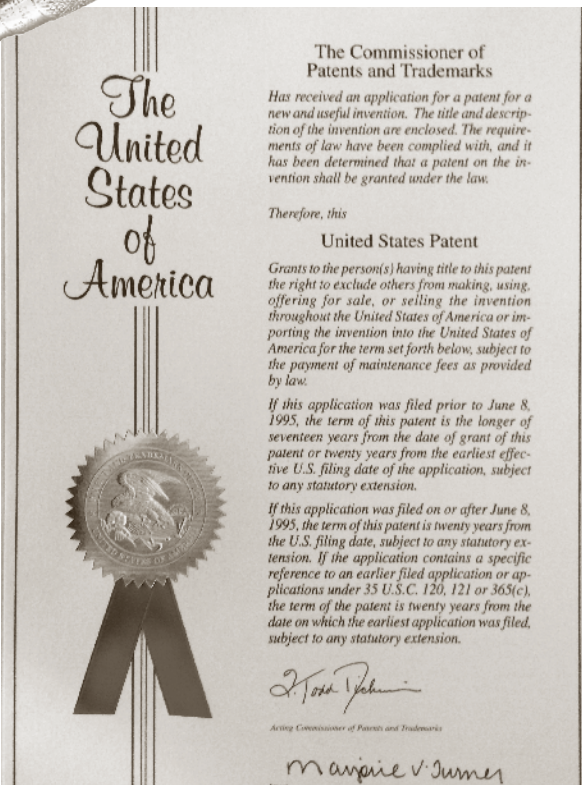 The
United
States
of
America
The Commissioner of
Patents and Trademarks
Has received an application for a patent for a
new and useful invention. The title and descrip-
tion of the invention are enclosed. The require-
ments of law have been complied with, and it
has been determined that a patent on the in-
vention shall be granted under the law.
Therefore, this
United States Patent
Grants to the person(s) having title to this patent
the right to exclude others from making, using,
offering for sale, or selling the invention
throughout the United States of America or im-
porting the invention into the United States of
America for the term set forth below, subject to
the payment of maintenance fees as provided
by law.
If this application was filed prior to June 8,
1995, the term of this patent is the longer of
seventeen years from the date of grant of this
patent or twenty years from the earliest effec-
tive U.S. filing date of the application, subject
to any statutory extension.
If this application was filed on or after June 8,
1995, the term of this patent is twenty years from
the U.S. filing date, subject to any statutory ex-
tension. If the application contains a specific
reference to an earlier filed application or ap-
plications under 35 U.S.C. 120, 121 or 365(c),
the term of the patent is twenty years from the
date on which the earliest application was filed,
subject to any statutory extension.
Todd
Acting Commissioner of Patents and Trademarks
Marjorie V. Turner